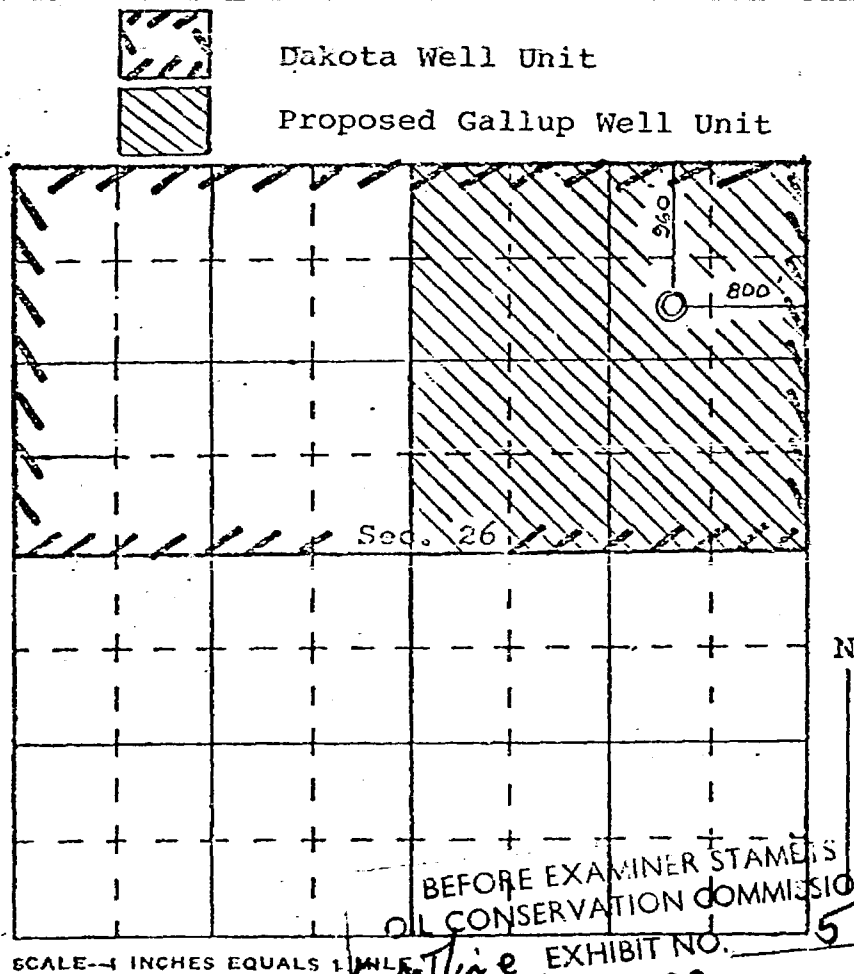 Dakota Well Unit
Proposed Gallup Well Unit
960
800'
Sec. 26
N
BEFORE EXAMINER STAMETS
OIL CONSERVATION COMMISSIO
EXHIBIT NO. 5
SCALE--4 INCHES EQUALS 1 MILE